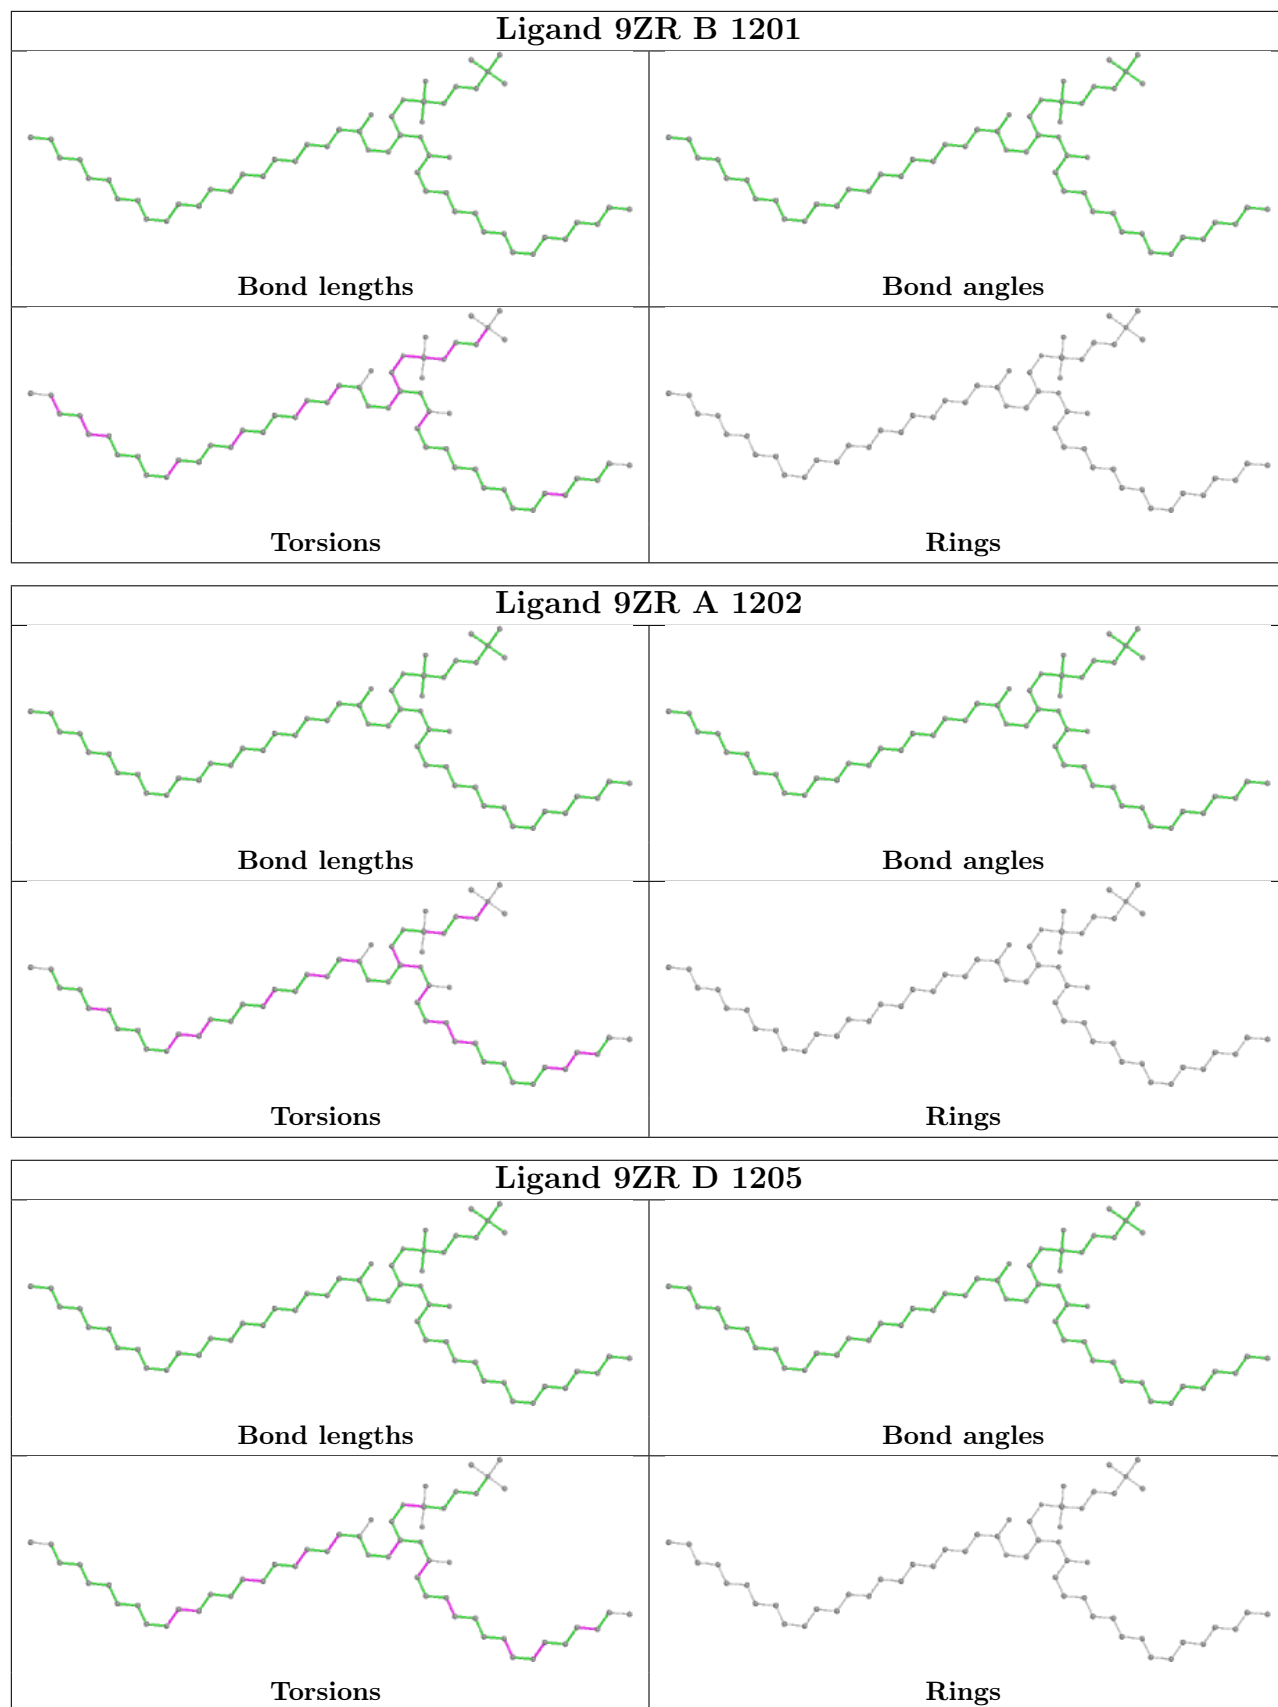 Ligand 9ZR B 1201
Bond lengths
Bond angles
Torsions
Rings
Ligand 9ZR A 1202
Bond lengths
Bond angles
Torsions
Rings
Ligand 9ZR D 1205
Bond lengths
Bond angles
Torsions
Rings